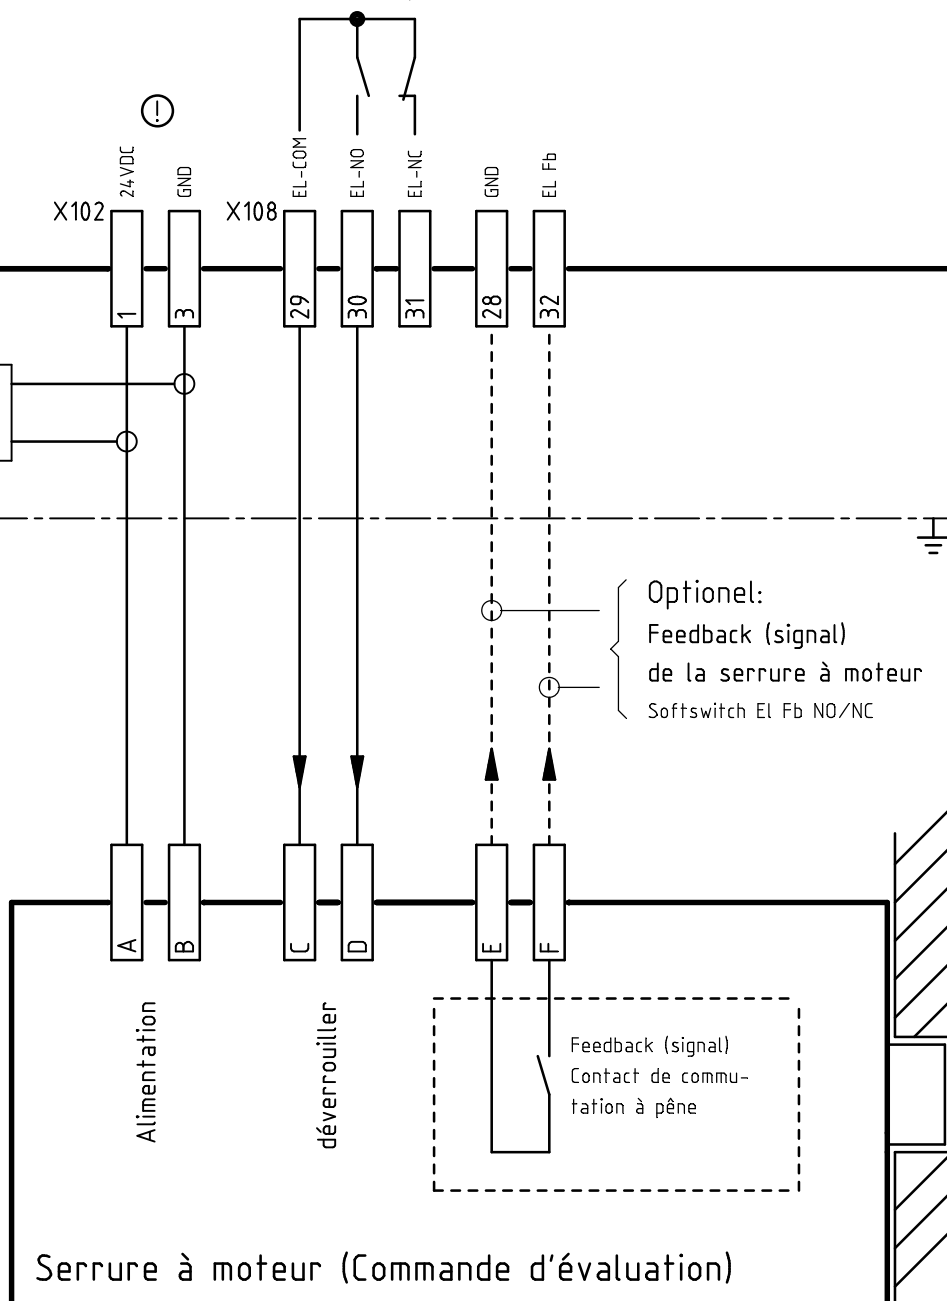 !
24VDC
GND
EL-COM
EL-NO
EL-NC
GND
EL Fb
X102
X108
1
3
29
30
31
28
32
Optionel:
Feedback (signal)
de la serrure à moteur
Softswitch El Fb NO/NC
A
B
C
D
E
F
Alimentation
déverrouiller
Feedback (signal)
Contact de commu-
tation à pêne
Serrure à moteur (Commande d'évaluation)